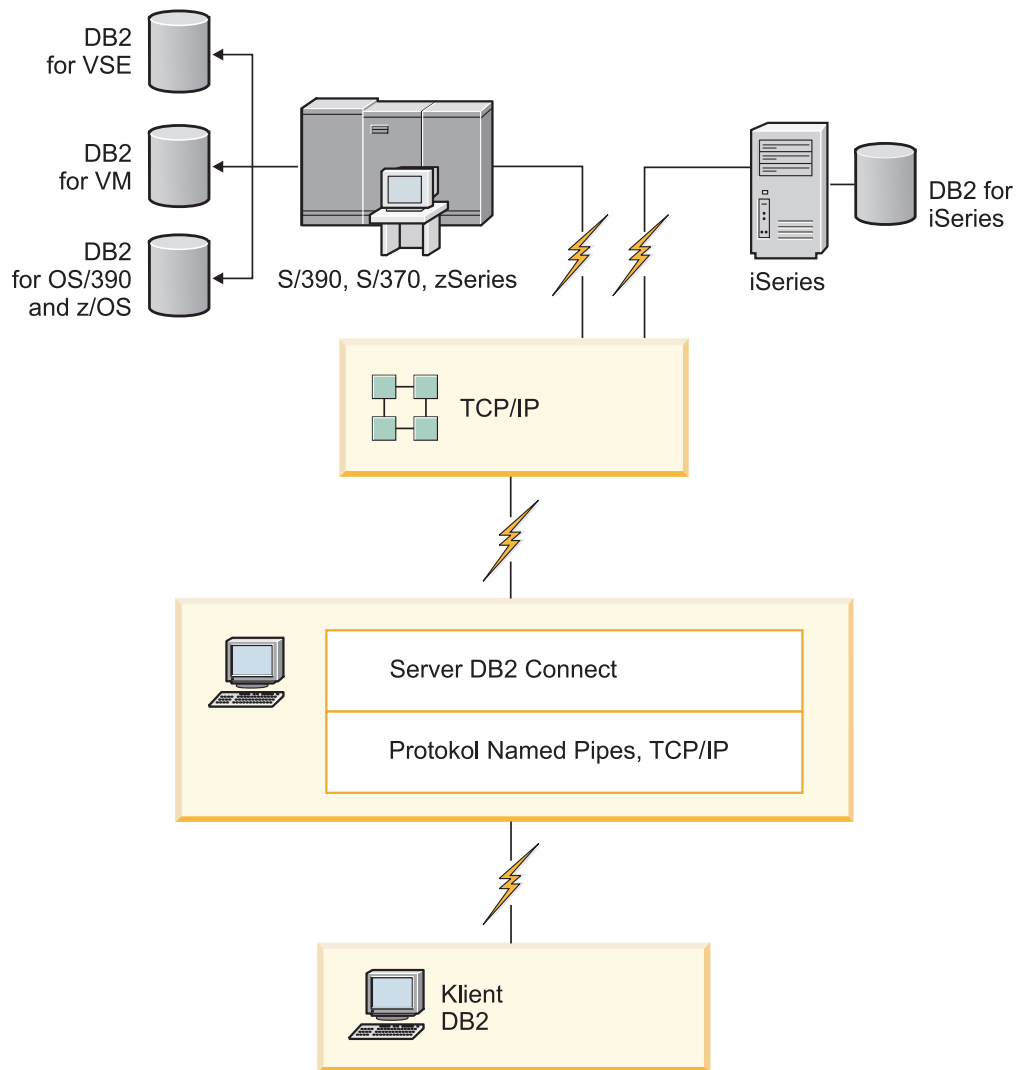 DB2
for VSE
DB2
for VM
DB2
for OS/390
and z/OS
S/390, S/370, zSeries
iSeries
DB2 for
iSeries
TCP/IP
Server DB2 Connect
Protokol Named Pipes, TCP/IP
Klient
DB2